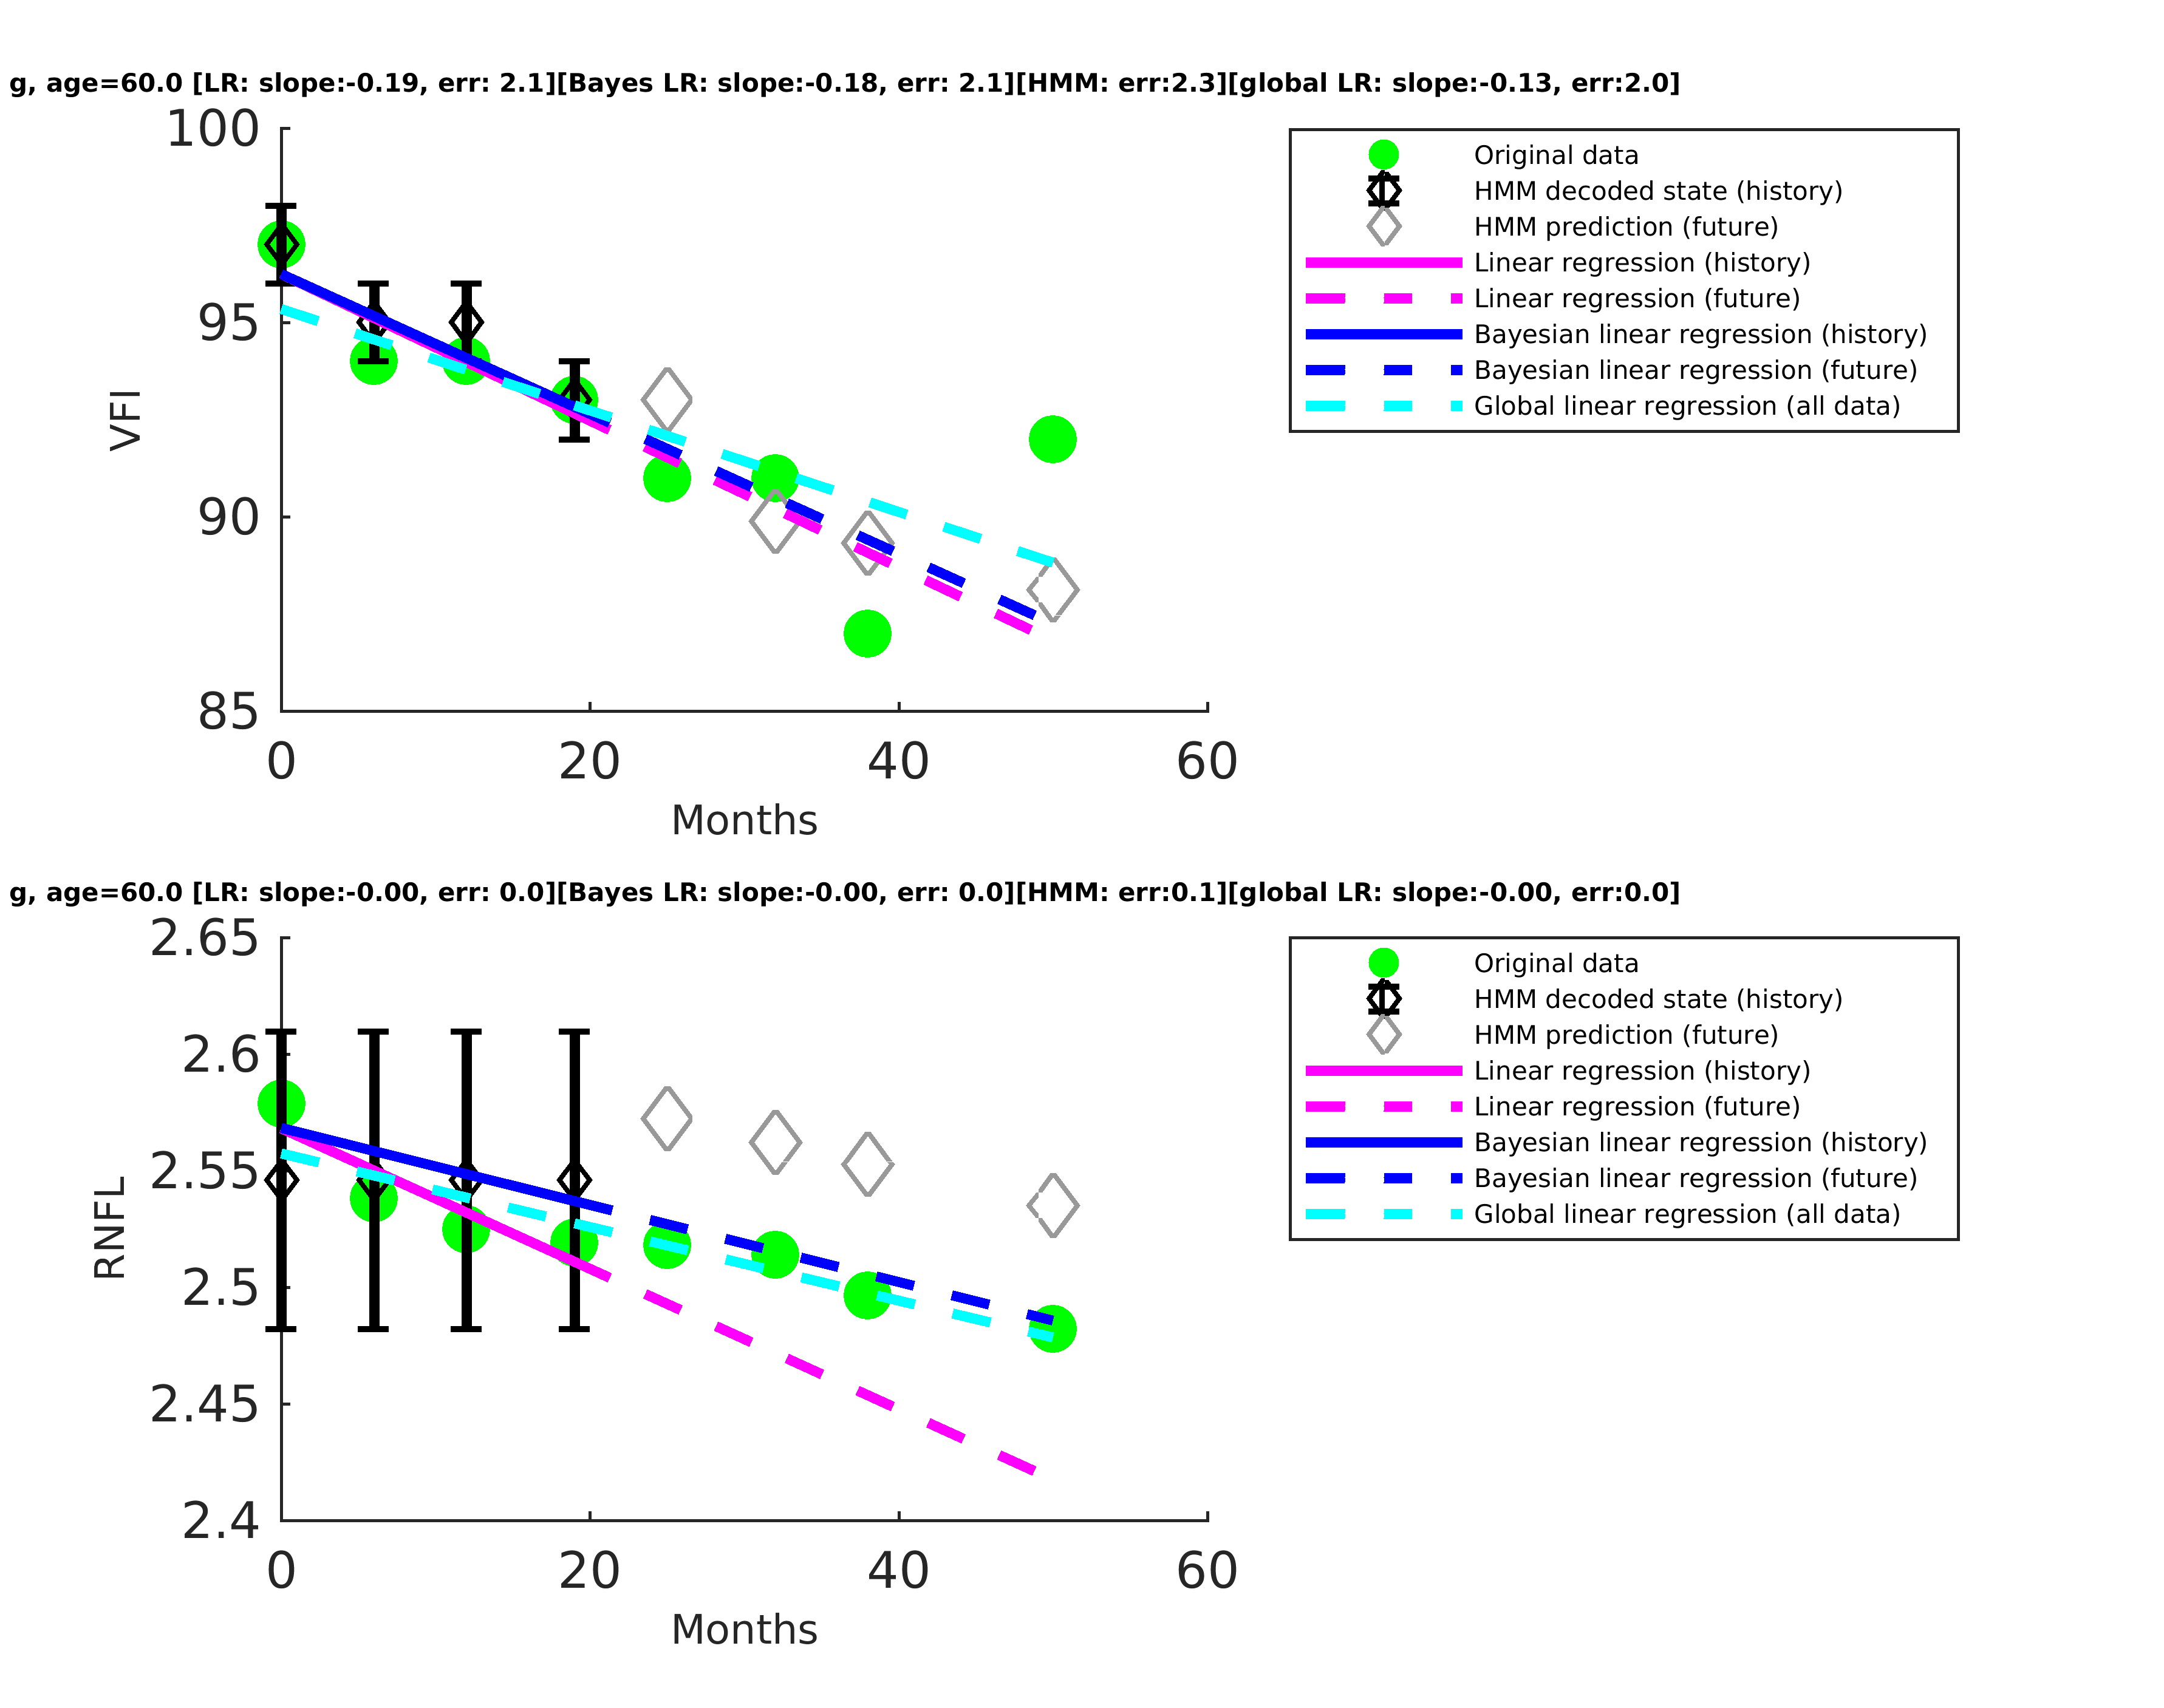 g, age=60.0 [LR: slope:-0.19, err: 2.1][Bayes LR: slope:-0.18, err: 2.1][HMM: err:2.3][global LR: slope:-0.13, err:2.0]
100
95
90
85
VFI
0 20 40 60
Months
Original data
HMM decoded state (history)
HMM prediction (future)
Linear regression (history)
Linear regression (future)
Bayesian linear regression (history)
Bayesian linear regression (future)
Global linear regression (all data)
g, age=60.0 [LR: slope:-0.00, err: 0.0][Bayes LR: slope:-0.00, err: 0.0][HMM: err:0.1][global LR: slope:-0.00, err:0.0]
2.65
2.6
2.55
2.5
2.45
2.4
RNFL
0 20 40 60
Months
Original data
HMM decoded state (history)
HMM prediction (future)
Linear regression (history)
Linear regression (future)
Bayesian linear regression (history)
Bayesian linear regression (future)
Global linear regression (all data)